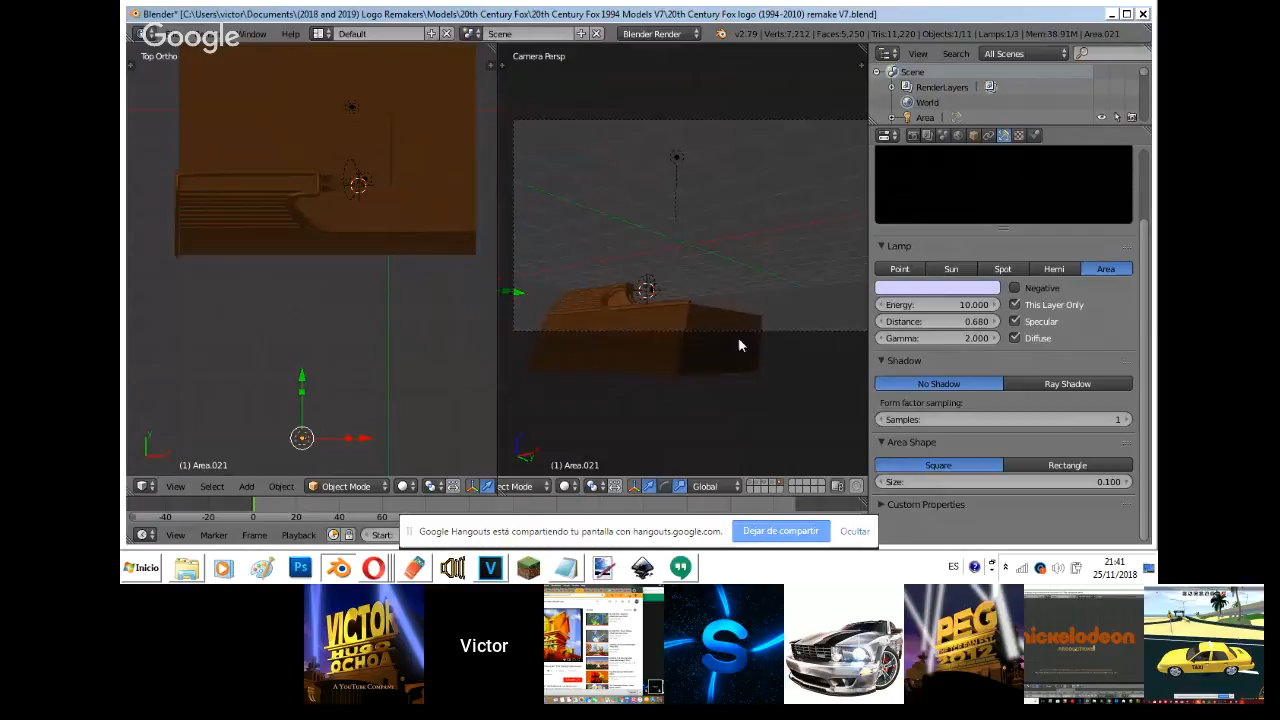 Blender* [C:\Users\victor\Documents\(2018 and 2019) Logo Remakers\Models\20th Century Fox\20th Century Fox 1994 Models V7\20th Century Fox logo (1994-2010) remake V7.blend]
Google
Window
Help
Default
Scene
Blender Render
v2.79 | Verts:7,212 | Faces:5,250 | Tris:11,220 | Objects:1/11 | Lamps:1/3 | Mem:38.91M | Area.021
Top Ortho
Camera Persp
View
Search
All Scenes
Scene
RenderLayers
World
Area
Lamp
Point
Sun
Spot
Hemi
Area
Negative
Energy: 10.000
This Layer Only
Distance: 0.680
Specular
Gamma: 2.000
Diffuse
Shadow
No Shadow
Ray Shadow
Form factor sampling:
Samples: 1
Area Shape
Square
Rectangle
Size: 0.100
Custom Properties
(1) Area.021
(1) Area.021
View
Select
Add
Object
Object Mode
ect Mode
Global
-40
-20
0
20
40
60
View
Marker
Frame
Playback
Start:
Google Hangouts está compartiendo tu pantalla con hangouts.google.com.
Dejar de compartir
Ocultar
Inicio
Ps
V
ES
21:41
25/11/2018
VICTOR
A YOUTUBE COMPANY
Victor
nickelodeon
PRODUCTIONS
TAXI